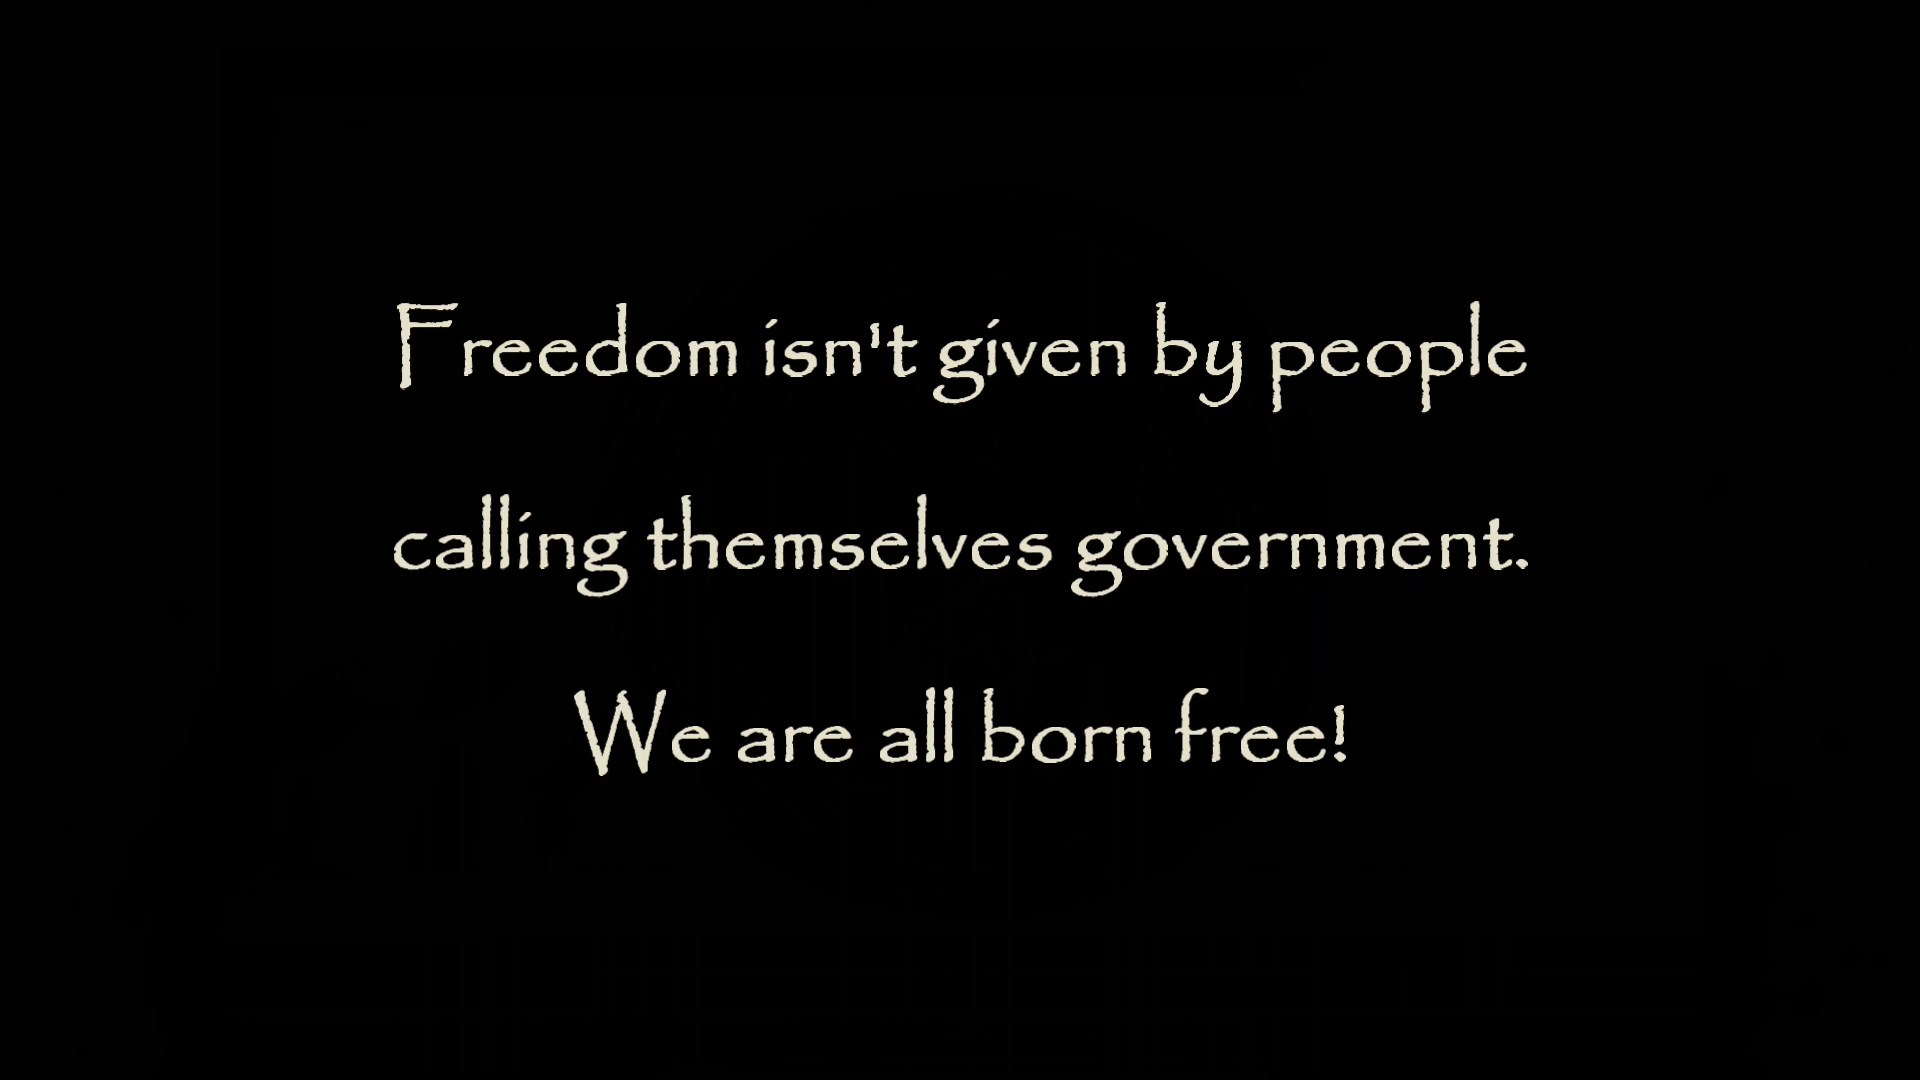 Freedom isn't given by people
calling themselves government.
We are all born free!